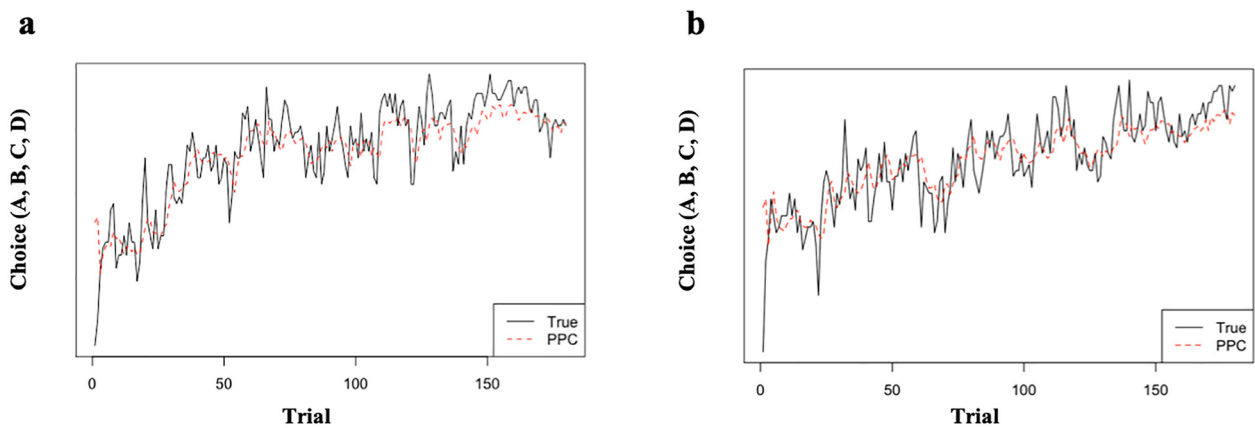 a
Choice (A, B, C, D)
True
PPC
0 50 100 150
Trial
b
Choice (A, B, C, D)
True
PPC
0 50 100 150
Trial